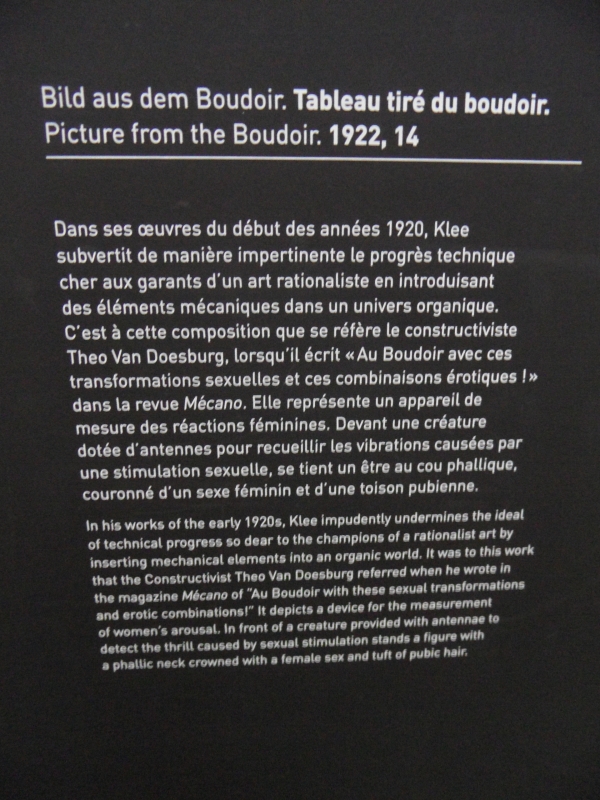 Bild aus dem Boudoir. Tableau tiré du boudoir.
Picture from the Boudoir. 1922, 14
Dans ses œuvres du début des années 1920, Klee
subvertit de manière impertinente le progrès technique
cher aux garants d'un art rationaliste en introduisant
des éléments mécaniques dans un univers organique.
C'est à cette composition que se réfère le constructiviste
Theo Van Doesburg, lorsqu'il écrit «Au Boudoir avec ces
transformations sexuelles et ces combinaisons érotiques !»
dans la revue Mécano. Elle représente un appareil de
mesure des réactions féminines. Devant une créature
dotée d'antennes pour recueillir les vibrations causées par
une stimulation sexuelle, se tient un être au cou phallique,
couronné d'un sexe féminin et d'une toison pubienne.
In his works of the early 1920s, Klee impudently undermines the ideal
of technical progress so dear to the champions of a rationalist art by
inserting mechanical elements into an organic world. It was to this work
that the Constructivist Theo Van Doesburg referred when he wrote in
the magazine Mécano of "Au Boudoir with these sexual transformations
and erotic combinations!" It depicts a device for the measurement
of women's arousal. In front of a creature provided with antennae to
detect the thrill caused by sexual stimulation stands a figure with
a phallic neck crowned with a female sex and tuft of pubic hair.